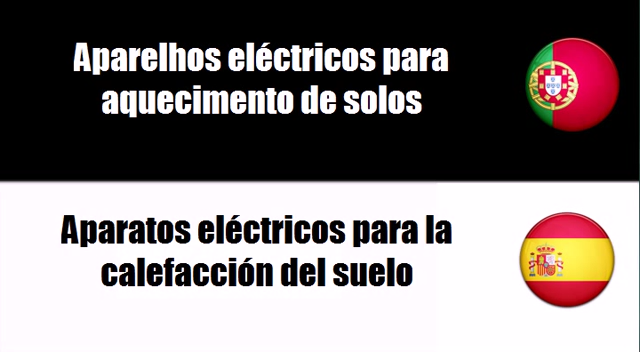 Aparelhos eléctricos para
aquecimento de solos
Aparatos eléctricos para la
calefacción del suelo